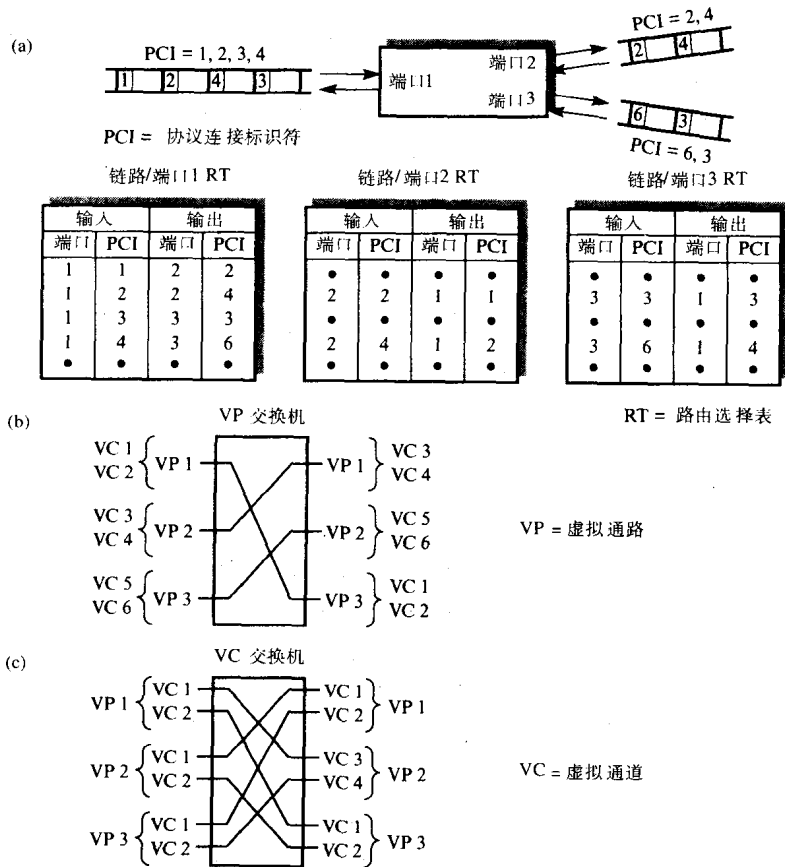 (a)
PCI = 1, 2, 3, 4
1 2 4 3
端口1
端口2
端口3
PCI = 2, 4
2 4
6 3
PCI = 6, 3
PCI = 协议连接标识符
链路/端口1 RT
输入 输出
端口 PCI 端口 PCI
1 1 2 2
1 2 2 4
1 3 3 3
1 4 3 6
● ● ● ●
链路/端口2 RT
输入 输出
端口 PCI 端口 PCI
● ● ● ●
2 2 1 1
● ● ● ●
2 4 1 2
● ● ● ●
链路/端口3 RT
输入 输出
端口 PCI 端口 PCI
● ● ● ●
3 3 1 3
● ● ● ●
3 6 1 4
● ● ● ●
RT = 路由选择表
(b)
VP 交换机
VC 1
VC 2
VP 1
VC 3
VC 4
VP 2
VC 5
VC 6
VP 3
VP 1
VC 3
VC 4
VP 2
VC 5
VC 6
VP 3
VC 1
VC 2
VP = 虚拟通路
(c)
VC 交换机
VP 1
VC 1
VC 2
VP 2
VC 1
VC 2
VP 3
VC 1
VC 2
VC 1
VC 2
VP 1
VC 3
VC 4
VP 2
VC 1
VC 2
VP 3
VC = 虚拟通道